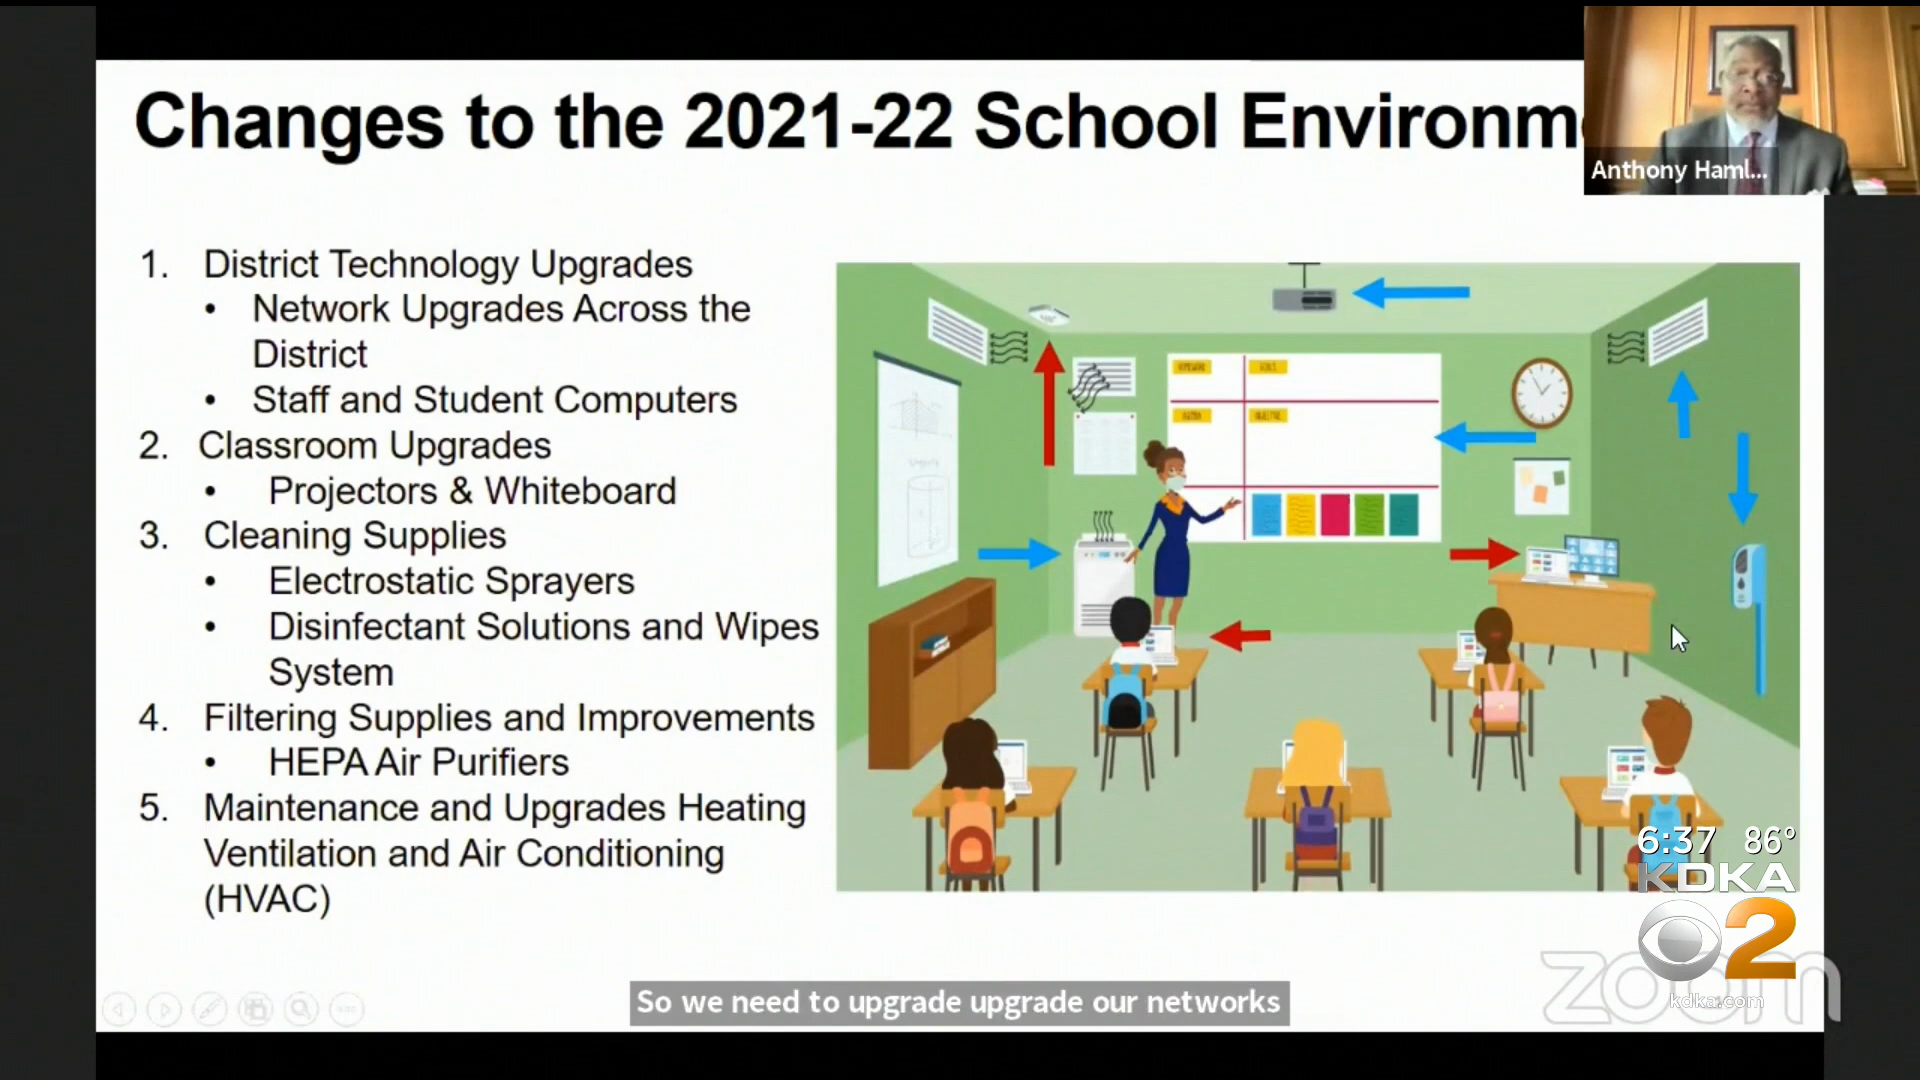 Changes to the 2021-22 School Environm
Anthony Haml...
1. District Technology Upgrades
• Network Upgrades Across the
District
• Staff and Student Computers
2. Classroom Upgrades
• Projectors & Whiteboard
3. Cleaning Supplies
• Electrostatic Sprayers
• Disinfectant Solutions and Wipes
System
4. Filtering Supplies and Improvements
• HEPA Air Purifiers
5. Maintenance and Upgrades Heating
Ventilation and Air Conditioning
(HVAC)
6:37 86°
KDKA
2
kdka.com
zoom
So we need to upgrade upgrade our networks